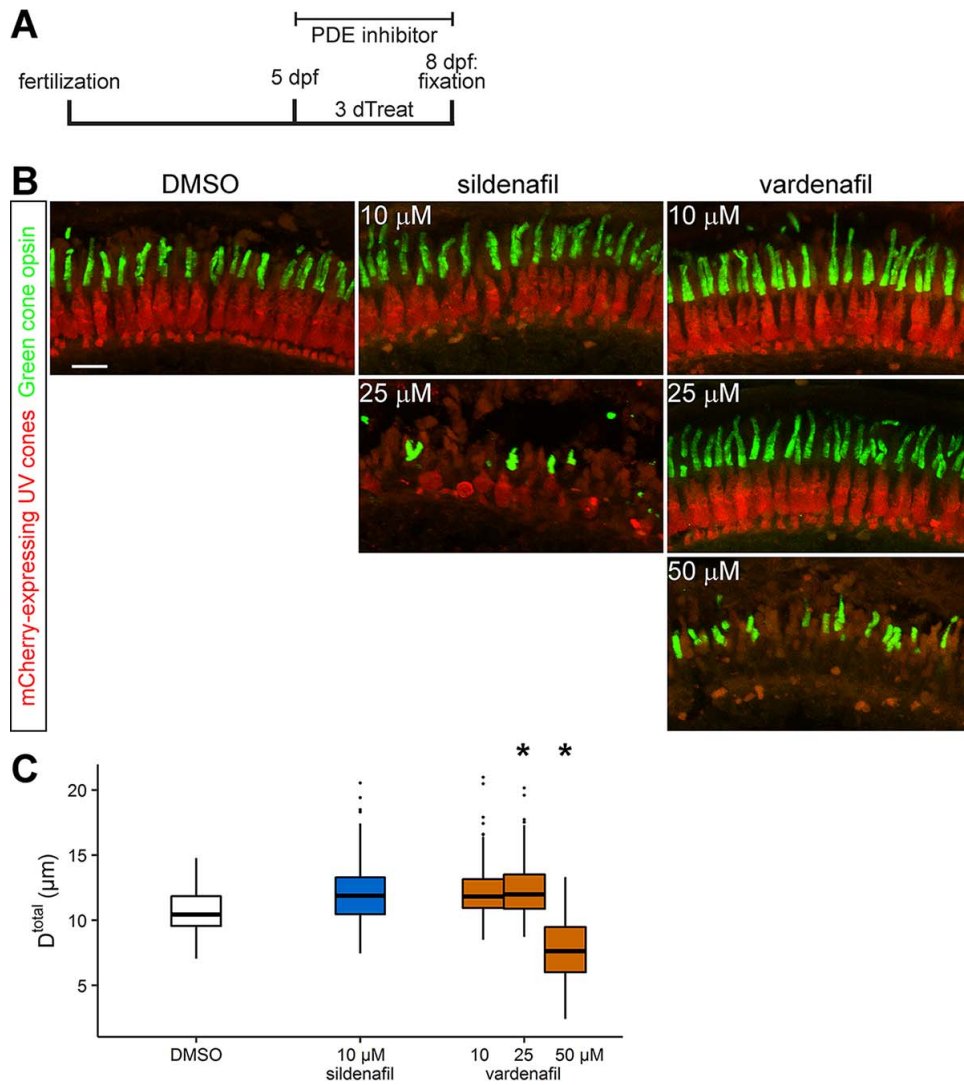 A
PDE inhibitor
fertilization
5 dpf
8 dpf:
fixation
3 dTreat
B
DMSO
sildenafil
vardenafil
mCherry-expressing UV cones Green cone opsin
10 μM
10 μM
25 μM
25 μM
50 μM
C
* *
D^total (μm)
20
15
10
5
DMSO
10 μM
sildenafil
10 25 50 μM
vardenafil